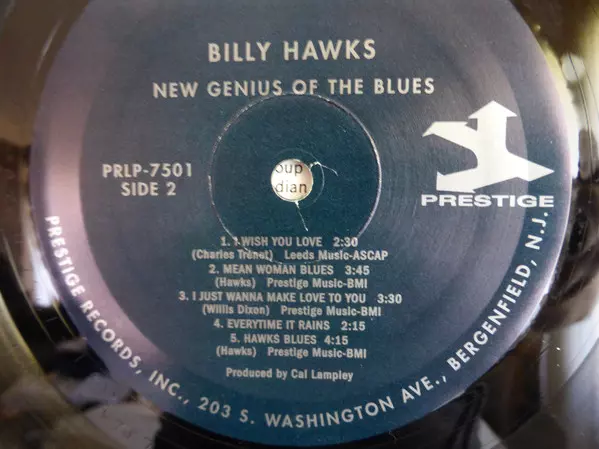 BILLY HAWKS
NEW GENIUS OF THE BLUES
PRLP-7501
SIDE 2
oup
dian
PRESTIGE
1. I WISH YOU LOVE 2:30
(Charles Trenet) Leeds Music-ASCAP
2. MEAN WOMAN BLUES 3:45
(Hawks) Prestige Music-BMI
3. I JUST WANNA MAKE LOVE TO YOU 3:30
(Willis Dixon) Prestige Music-BMI
4. EVERYTIME IT RAINS 2:15
5. HAWKS BLUES 4:15
(Hawks) Prestige Music-BMI
Produced by Cal Lampley
PRESTIGE RECORDS, INC., 203 S. WASHINGTON AVE., BERGENFIELD, N.J.